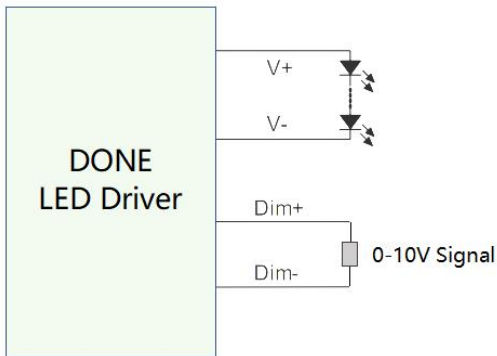 V+
V-
DONE
LED Driver
Dim+
0-10V Signal
Dim-